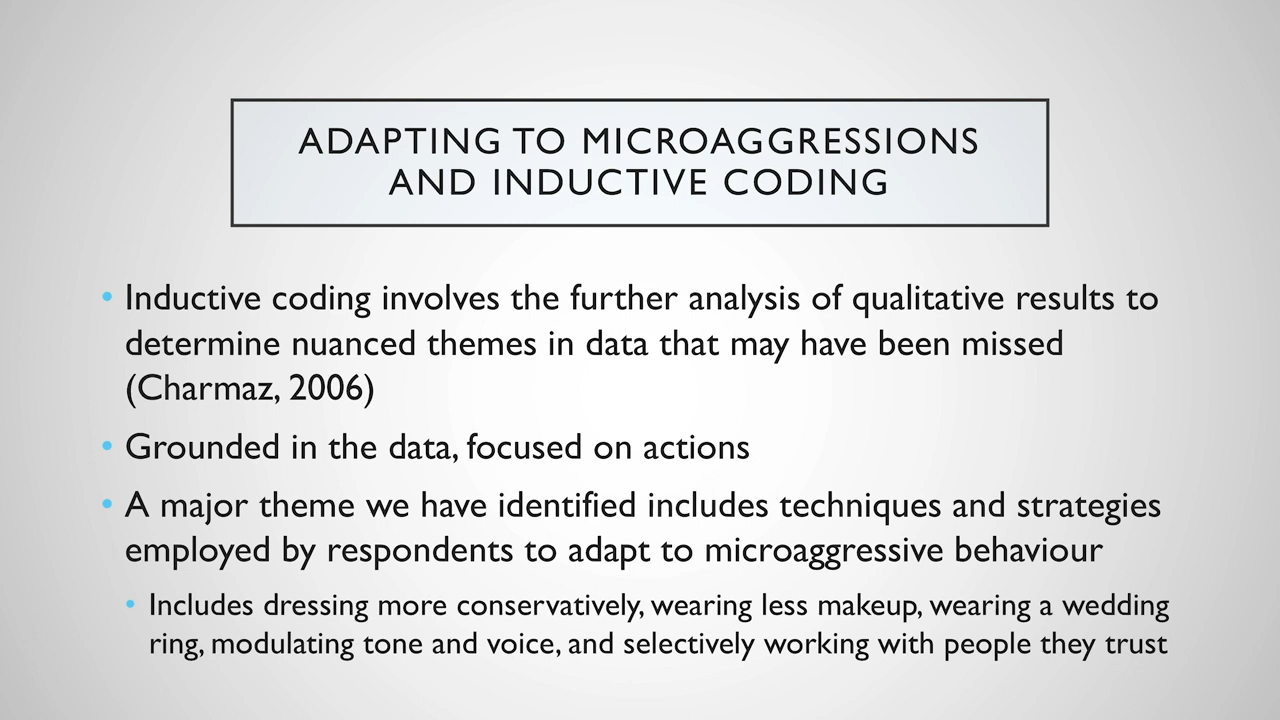 ADAPTING TO MICROAGGRESSIONS
AND INDUCTIVE CODING
• Inductive coding involves the further analysis of qualitative results to
determine nuanced themes in data that may have been missed
(Charmaz, 2006)
• Grounded in the data, focused on actions
• A major theme we have identified includes techniques and strategies
employed by respondents to adapt to microaggressive behaviour
• Includes dressing more conservatively, wearing less makeup, wearing a wedding
ring, modulating tone and voice, and selectively working with people they trust